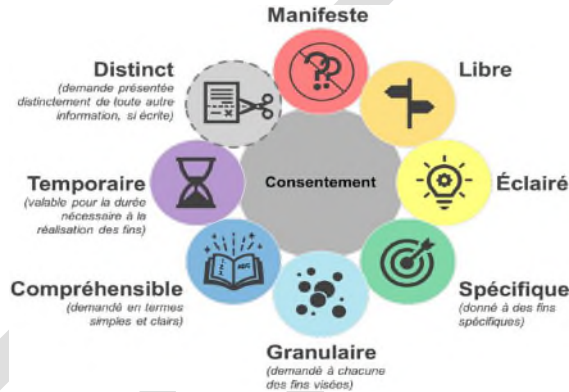 Manifeste
Libre
Éclairé
Spécifique
(donné à des fins
spécifiques)
Granulaire
(demandé à chacune
des fins visées)
Compréhensible
(demandé en termes
simples et clairs)
Temporaire
(valable pour la durée
nécessaire à la
réalisation des fins)
Distinct
(demande présentée
distinctement de toute autre
information, si écrite)
Consentement